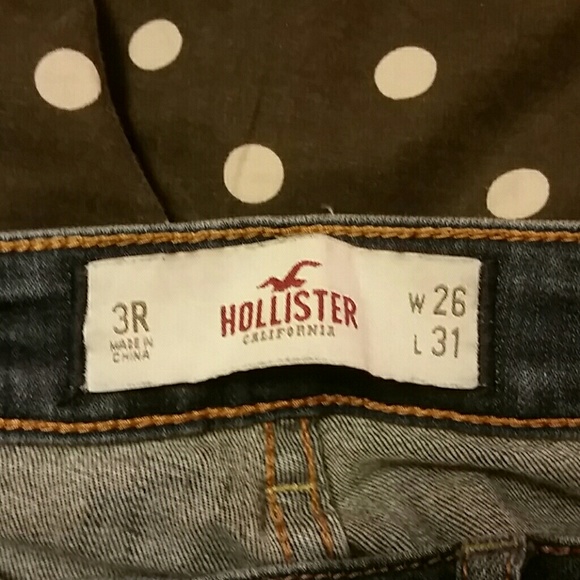 3R
MADE IN
CHINA
HOLLISTER
CALIFORNIA
W 26
L 31